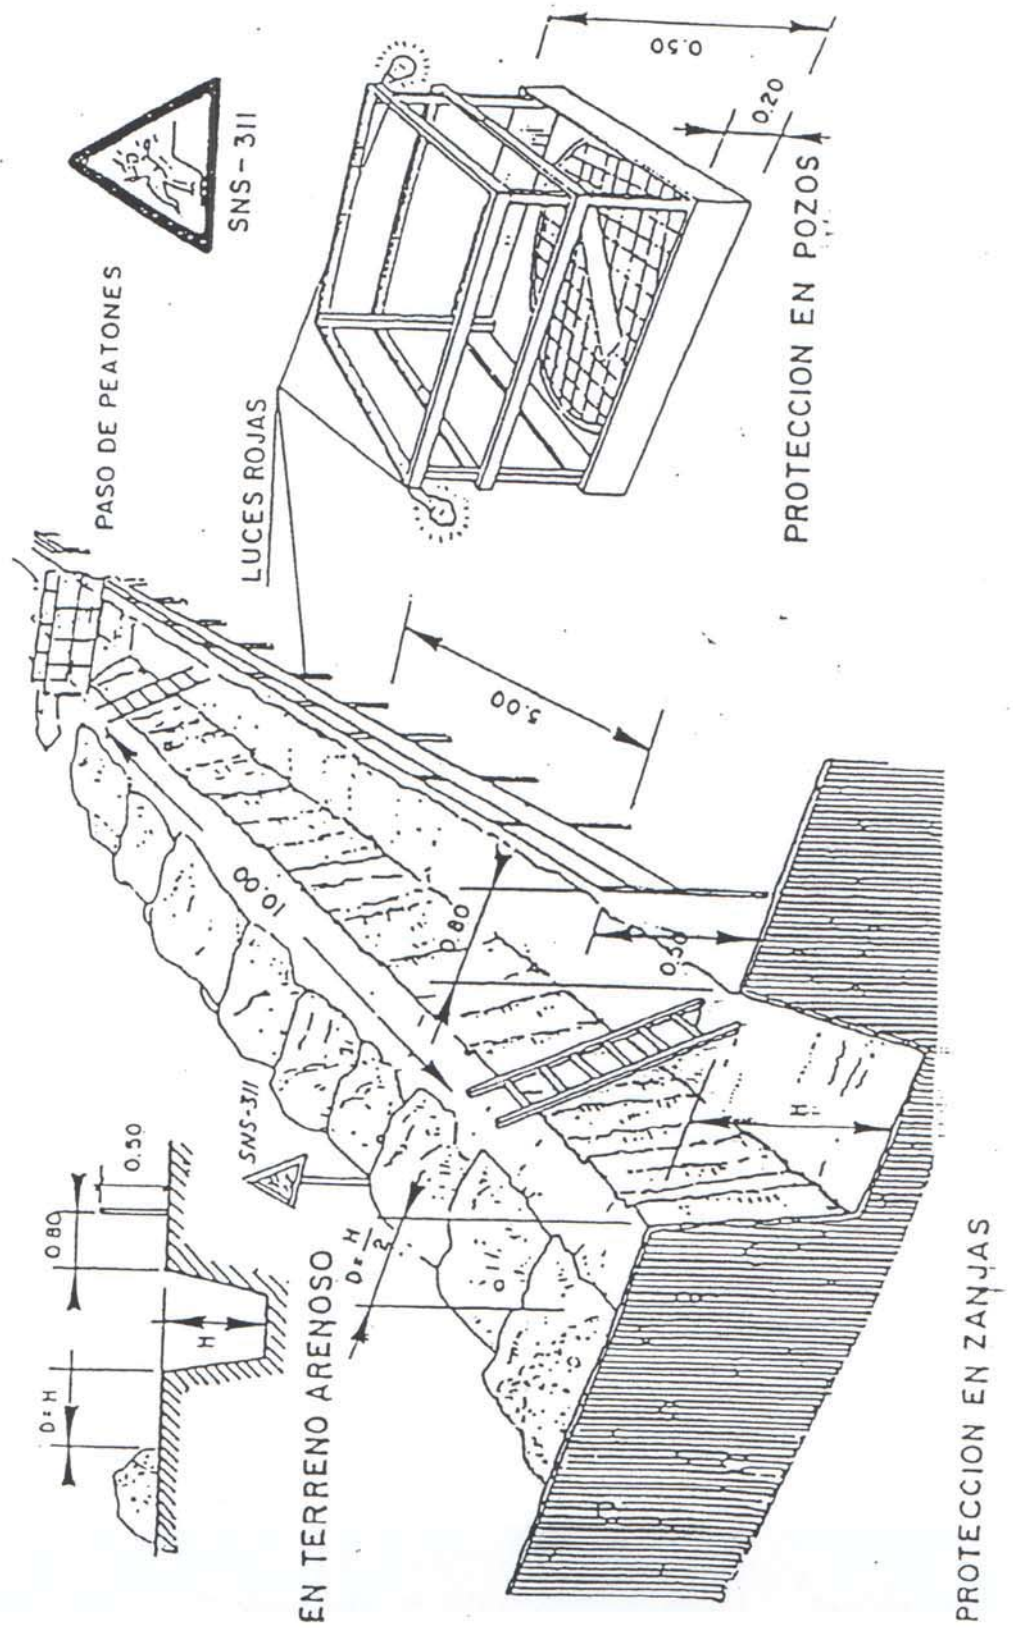 D=H
0.80
0.50
H
EN TERRENO ARENOSO
SNS-311
D=H/2
10.00
0.80
0.50
H
5.00
PASO DE PEATONES
SNS-311
LUCES ROJAS
0.50
0.20
PROTECCION EN POZOS
PROTECCION EN ZANJAS